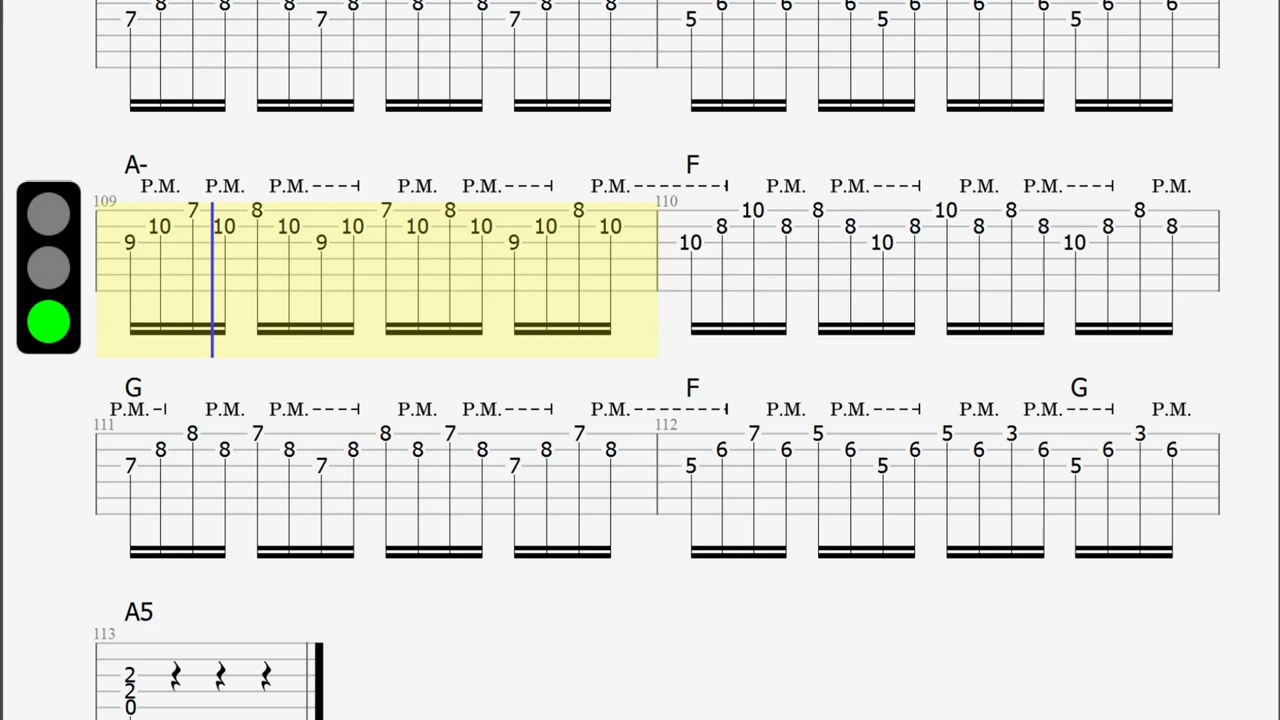 8 8 8 8 8 8 8 8 6 6 6 6 6 6 6 6
7 7 7 5 5 5
A- F
P.M. P.M. P.M.----⊣ P.M. P.M.----⊣ P.M.--------⊣ P.M. P.M.----⊣ P.M. P.M.----⊣ P.M.
109 110
7 8 7 8 8 10 8 10 8 8
10 10 10 10 10 10 10 10 8 8 8 8 8 8 8 8
9 9 9 10 10 10
G F G
P.M.-⊣ P.M. P.M.----⊣ P.M. P.M.----⊣ P.M.--------⊣ P.M. P.M.----⊣ P.M. P.M.----⊣ P.M.
111 112
8 7 8 7 7 7 5 5 3 3
8 8 8 8 8 8 8 8 6 6 6 6 6 6 6 6
7 7 7 5 5 5
A5
113
2
2
0